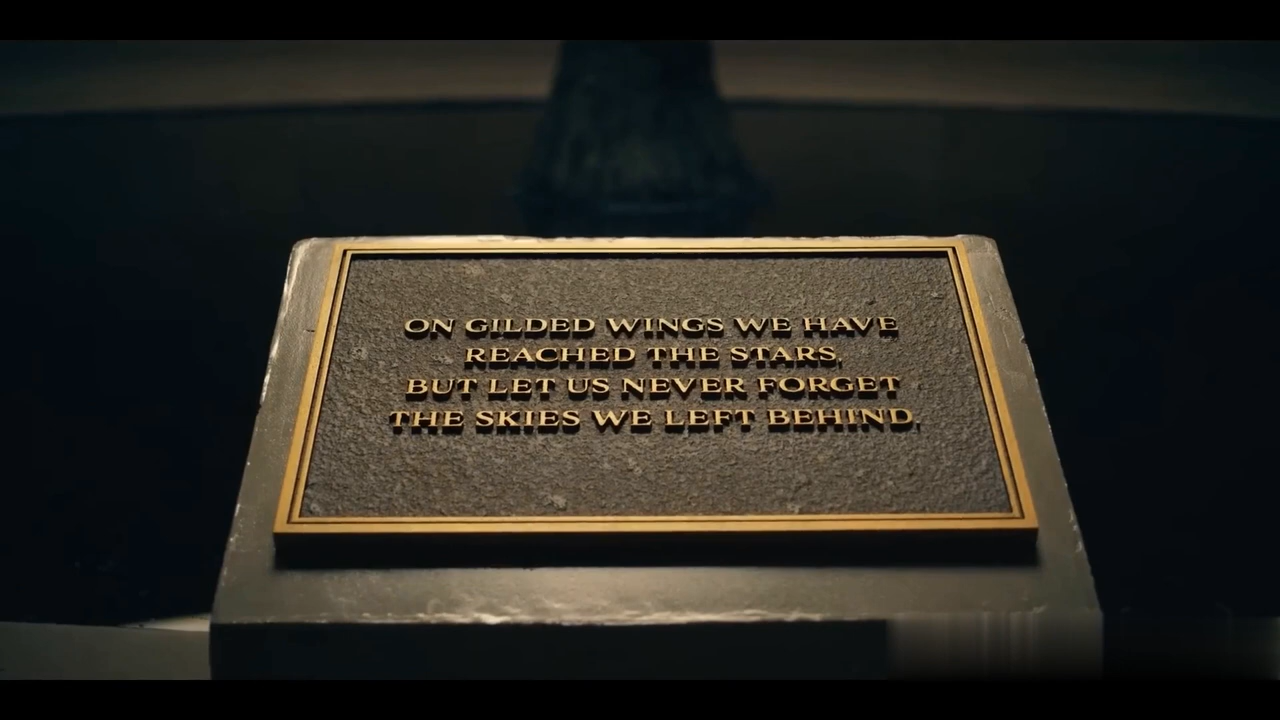 ON GILDED WINGS WE HAVE
REACHED THE STARS,
BUT LET US NEVER FORGET
THE SKIES WE LEFT BEHIND.